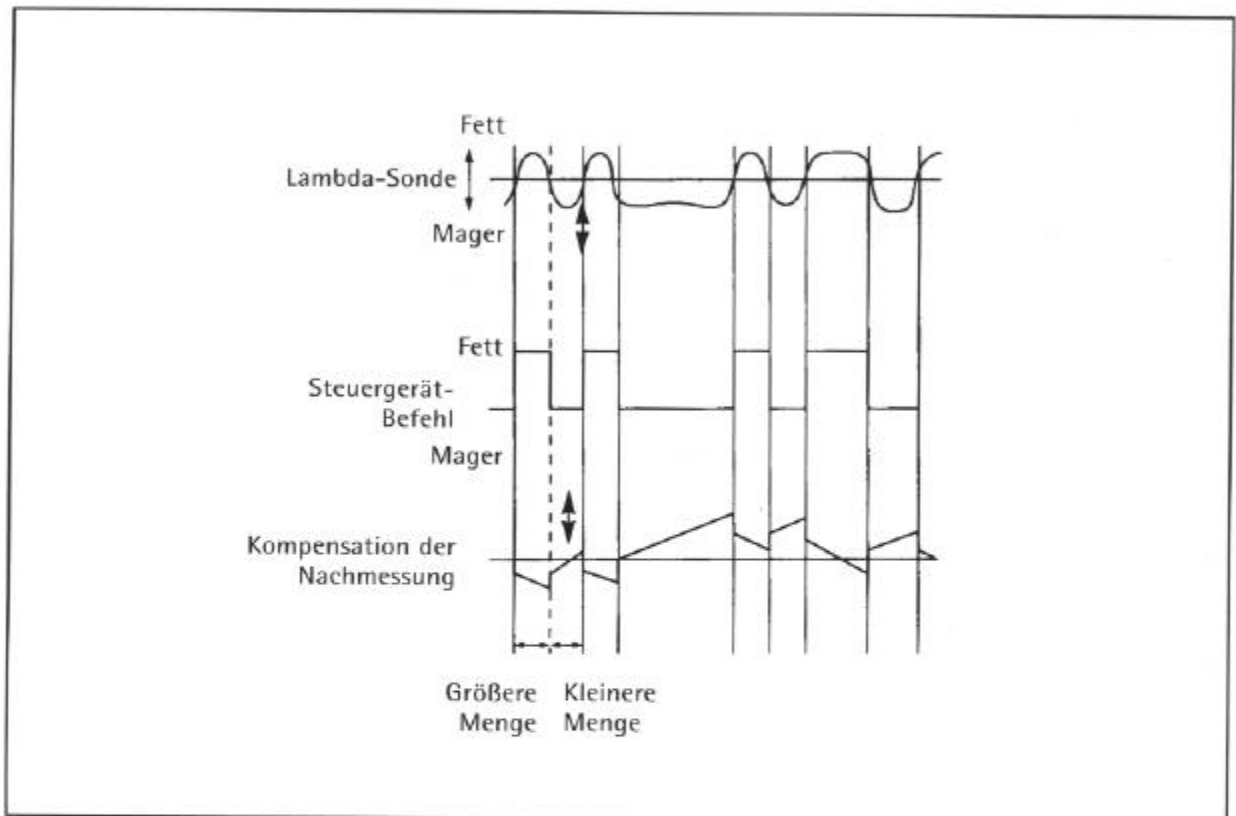 Fett
Lambda-Sonde
Mager
Fett
Steuergerät-
Befehl
Mager
Kompensation der
Nachmessung
Größere Kleinere
Menge Menge